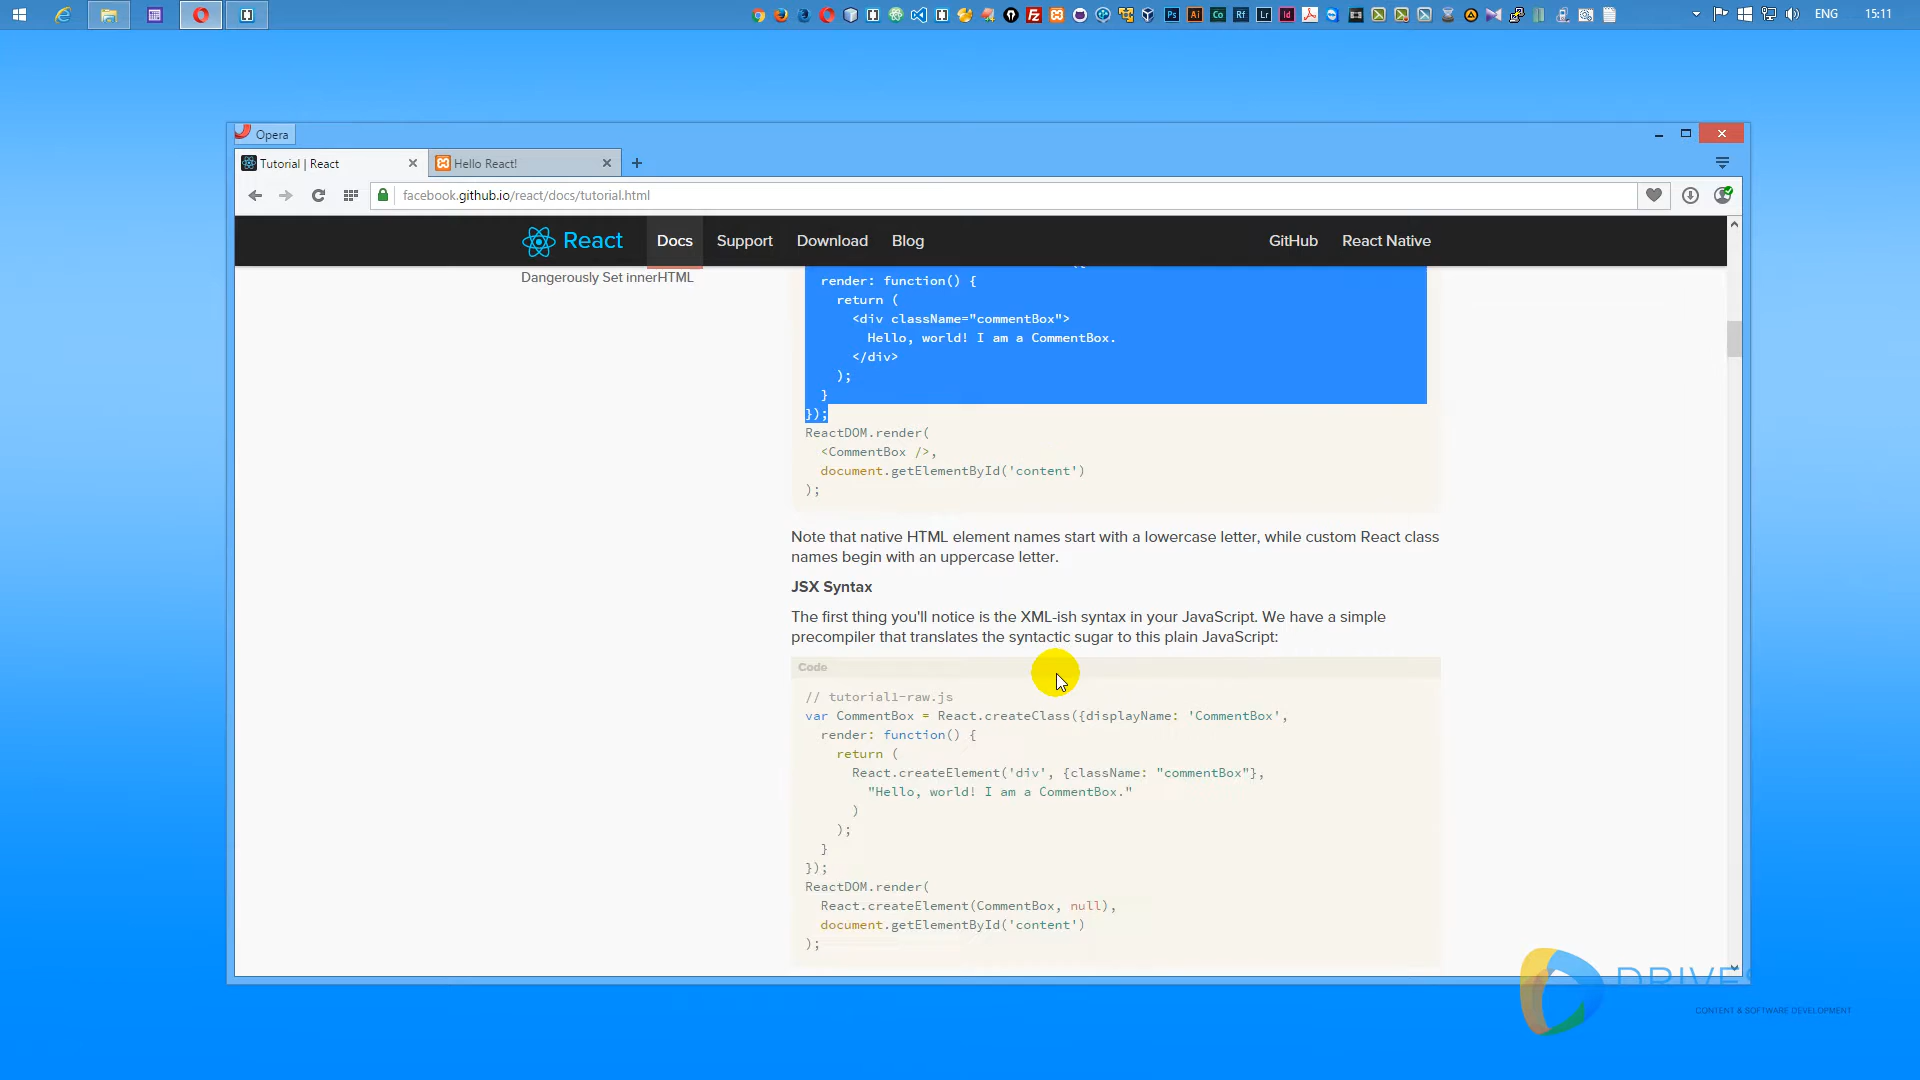 ENG
15:11
Opera
Tutorial | React
Hello React!
facebook.github.io/react/docs/tutorial.html
React
Docs
Support
Download
Blog
GitHub
React Native
Dangerously Set innerHTML
render: function() {
return (
<div className="commentBox">
Hello, world! I am a CommentBox.
</div>
);
}
});
ReactDOM.render(
<CommentBox />,
document.getElementById('content')
);
Note that native HTML element names start with a lowercase letter, while custom React class
names begin with an uppercase letter.
JSX Syntax
The first thing you'll notice is the XML-ish syntax in your JavaScript. We have a simple
precompiler that translates the syntactic sugar to this plain JavaScript:
Code
// tutorial1-raw.js
var CommentBox = React.createClass({displayName: 'CommentBox',
render: function() {
return (
React.createElement('div', {className: "commentBox"},
"Hello, world! I am a CommentBox."
)
);
}
});
ReactDOM.render(
React.createElement(CommentBox, null),
document.getElementById('content')
);
CONTENT & SOFTWARE DEVELOPMENT